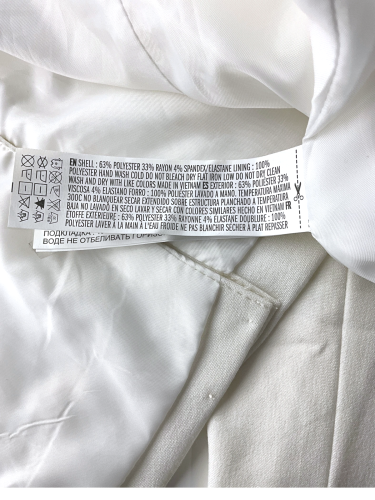 EN SHELL : 63% POLYESTER 33% RAYON 4% SPANDEX/ELASTANE LINING : 100%
POLYESTER HAND WASH COLD DO NOT BLEACH DRY FLAT IRON LOW DO NOT DRY CLEAN
WASH AND DRY WITH LIKE COLORS MADE IN VIETNAM ES EXTERIOR : 63% POLIÉSTER 33%
VISCOSA 4% ELASTANO FORRO : 100% POLIÉSTER LAVADO A MANO. TEMPERATURA MÁXIMA
30OC NO BLANQUEAR SECAR EXTENDIDO SOBRE ESTRUCTURA PLANCHADO A TEMPERATURA
BAJA NO LAVADO EN SECO LAVAR Y SECAR CON COLORES SIMILARES HECHO EN VIETNAM FR
ÉTOFFE EXTÉRIEURE : 63% POLYESTER 33% RAYONNE 4% ELASTHANNE DOUBLURE : 100%
POLYESTER LAVER À LA MAIN À L'EAU FROIDE NE PAS BLANCHIR SÉCHER À PLAT REPASSER
ПОДКЛАДКА
ВОДЕ НЕ ОТБЕЛИВАТЬ